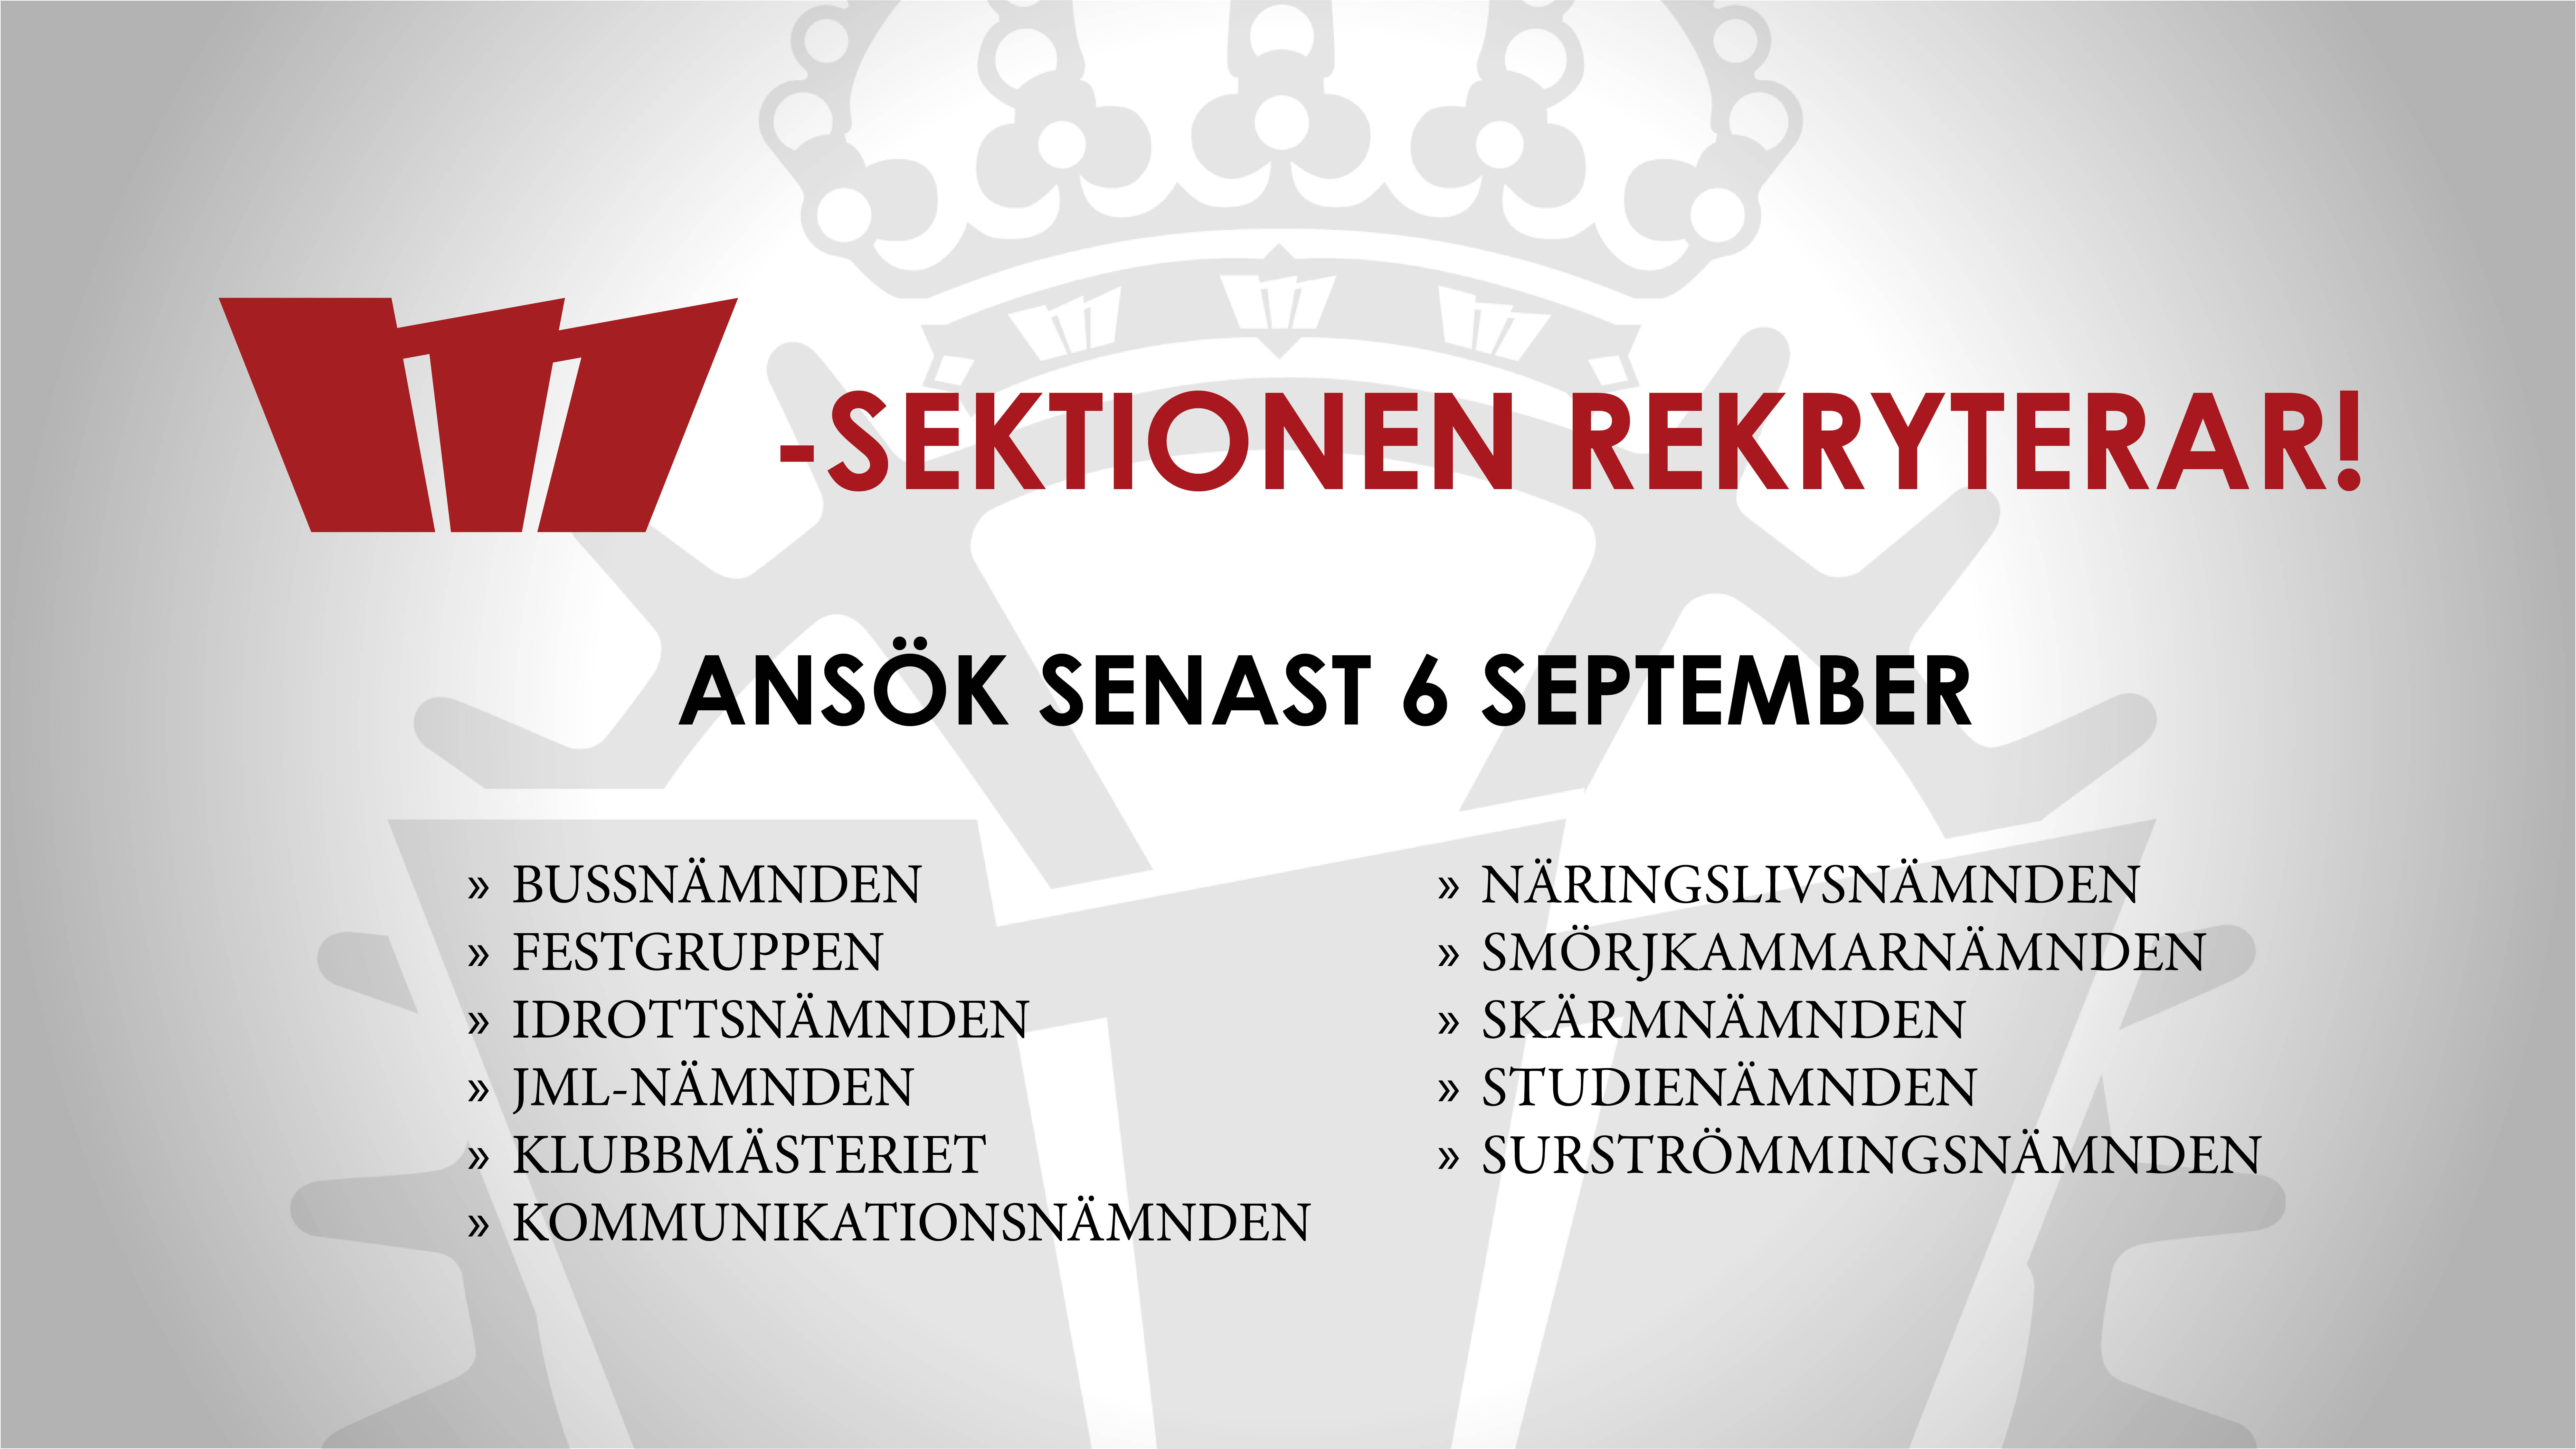 -SEKTIONEN REKRYTERAR!
ANSÖK SENAST 6 SEPTEMBER
» BUSSNÄMNDEN
» FESTGRUPPEN
» IDROTTSNÄMNDEN
» JML-NÄMNDEN
» KLUBBMÄSTERIET
» KOMMUNIKATIONSNÄMNDEN
» NÄRINGSLIVSNÄMNDEN
» SMÖRJKAMMARNÄMNDEN
» SKÄRMNÄMNDEN
» STUDIENÄMNDEN
» SURSTRÖMMINGSNÄMNDEN